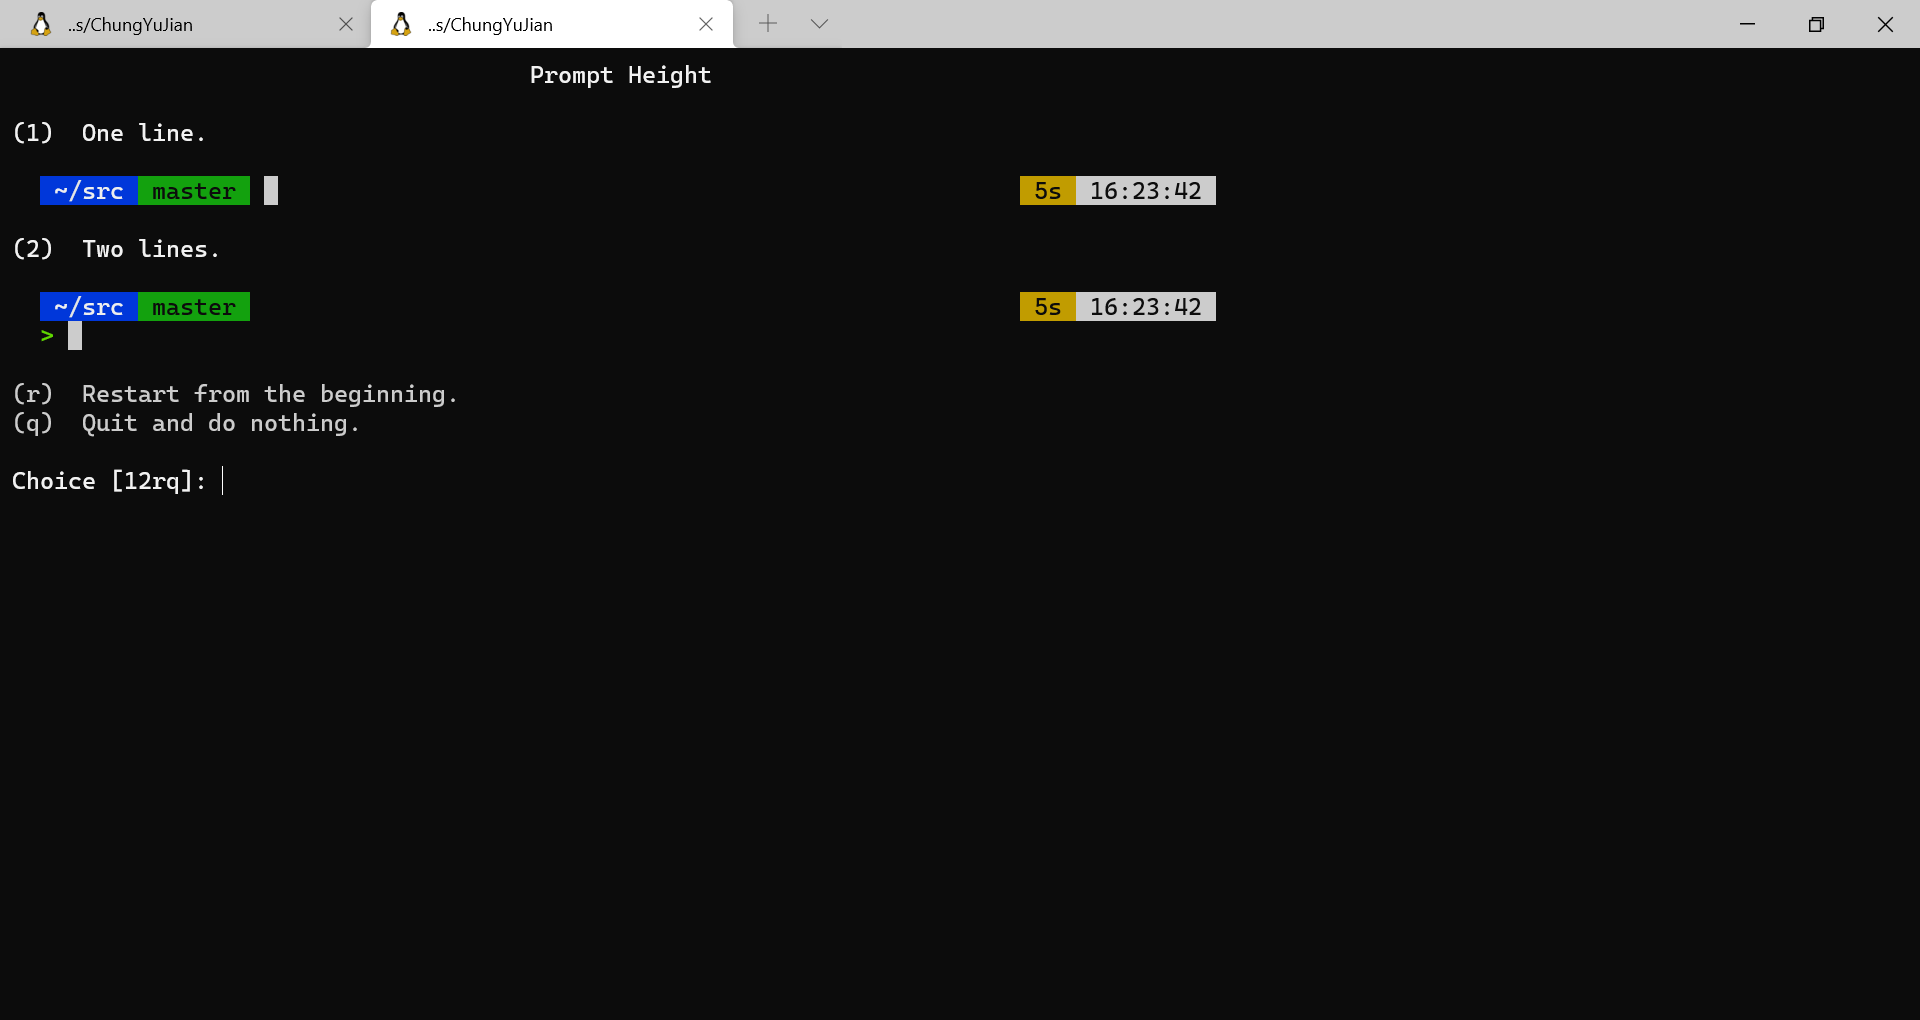 ..s/ChungYuJian ..s/ChungYuJian
Prompt Height
(1) One line.
~/src master 5s 16:23:42
(2) Two lines.
~/src master 5s 16:23:42
>
(r) Restart from the beginning.
(q) Quit and do nothing.
Choice [12rq]: